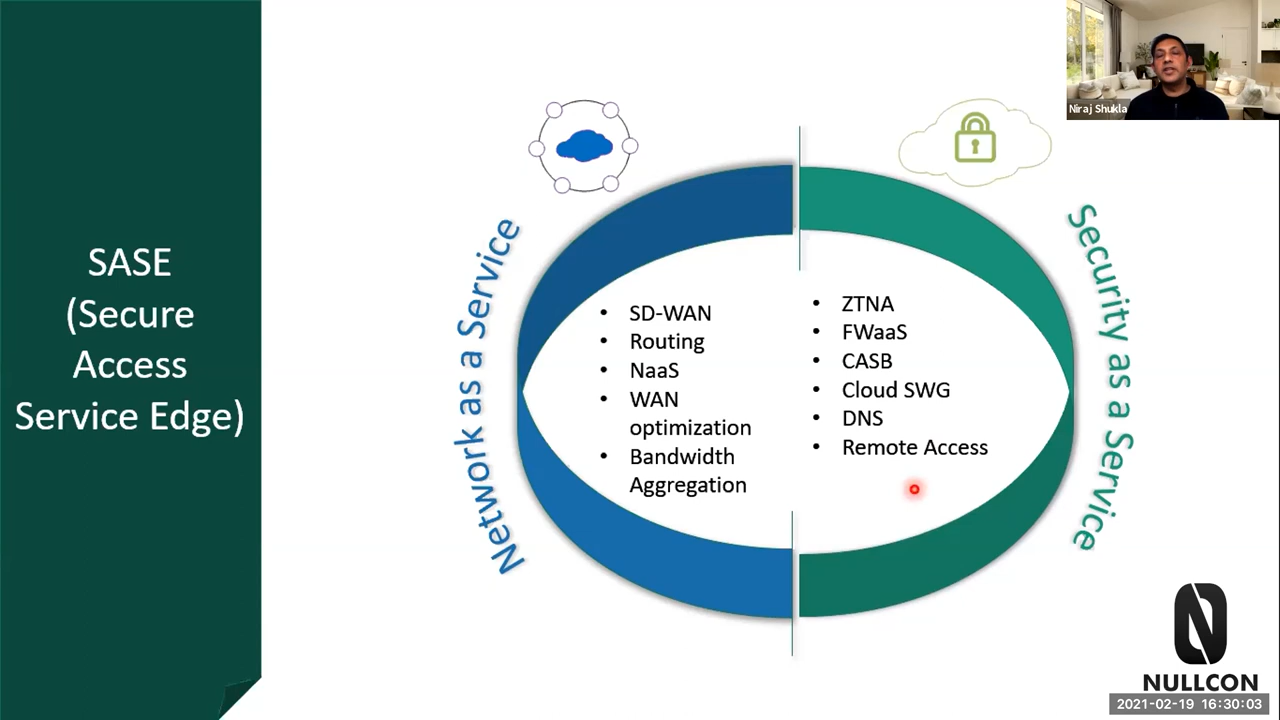 SASE
(Secure
Access
Service Edge)
Network as a Service
• SD-WAN
• Routing
• NaaS
• WAN
optimization
• Bandwidth
Aggregation
• ZTNA
• FWaaS
• CASB
• Cloud SWG
• DNS
• Remote Access
Security as a Service
Niraj Shukla
NULLCON
2021-02-19 16:30:03